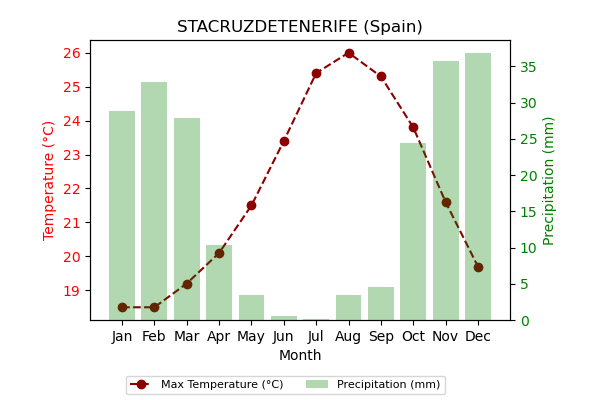 STACRUZDETENERIFE (Spain)
26
25
24
23
22
21
20
19
Temperature (°C)
35
30
25
20
15
10
5
0
Precipitation (mm)
Jan Feb Mar Apr May Jun Jul Aug Sep Oct Nov Dec
Month
Max Temperature (°C) Precipitation (mm)